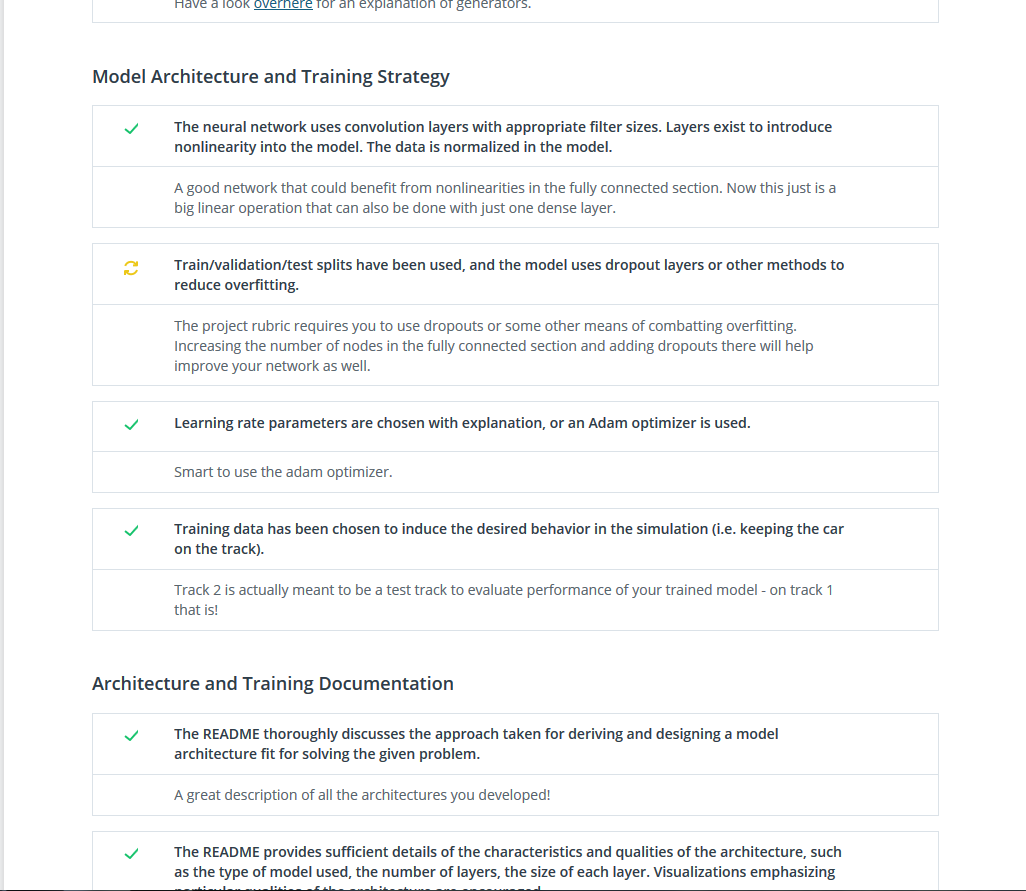 Have a look overhere for an explanation of generators.
Model Architecture and Training Strategy
The neural network uses convolution layers with appropriate filter sizes. Layers exist to introduce
nonlinearity into the model. The data is normalized in the model.
A good network that could benefit from nonlinearities in the fully connected section. Now this just is a
big linear operation that can also be done with just one dense layer.
Train/validation/test splits have been used, and the model uses dropout layers or other methods to
reduce overfitting.
The project rubric requires you to use dropouts or some other means of combatting overfitting.
Increasing the number of nodes in the fully connected section and adding dropouts there will help
improve your network as well.
Learning rate parameters are chosen with explanation, or an Adam optimizer is used.
Smart to use the adam optimizer.
Training data has been chosen to induce the desired behavior in the simulation (i.e. keeping the car
on the track).
Track 2 is actually meant to be a test track to evaluate performance of your trained model - on track 1
that is!
Architecture and Training Documentation
The README thoroughly discusses the approach taken for deriving and designing a model
architecture fit for solving the given problem.
A great description of all the architectures you developed!
The README provides sufficient details of the characteristics and qualities of the architecture, such
as the type of model used, the number of layers, the size of each layer. Visualizations emphasizing
particular qualities of the architecture are encouraged.